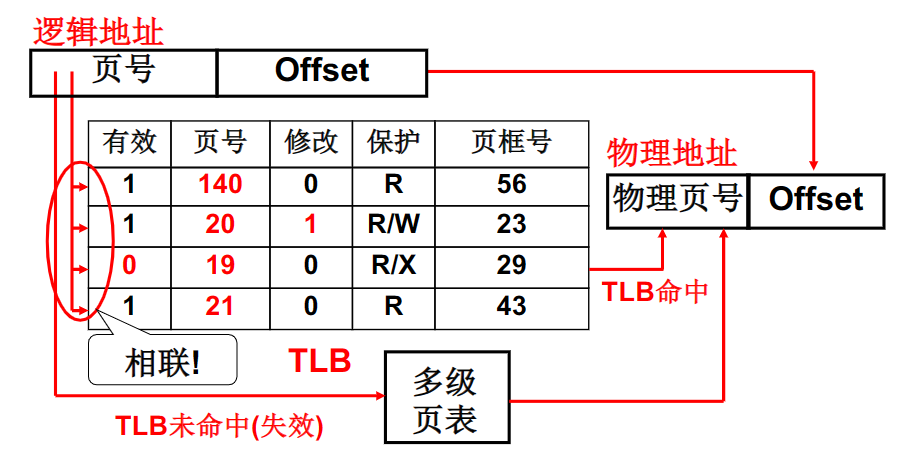 逻辑地址
页号 Offset
有效 页号 修改 保护 页框号
1 140 0 R 56
1 20 1 R/W 23
0 19 0 R/X 29
1 21 0 R 43
物理地址
物理页号 Offset
TLB命中
相联!
TLB
多级
页表
TLB未命中(失效)